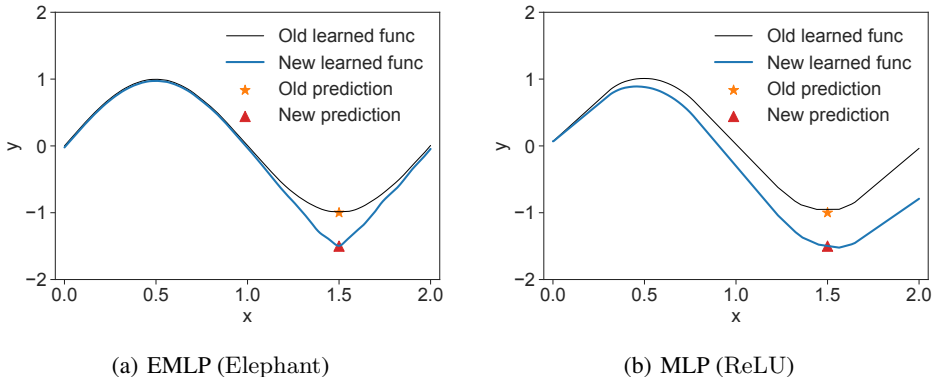 2
1
0
−1
−2
y
Old learned func
New learned func
Old prediction
New prediction
0.0 0.5 1.0 1.5 2.0
x
(a) EMLP (Elephant)
2
1
0
−1
−2
y
Old learned func
New learned func
Old prediction
New prediction
0.0 0.5 1.0 1.5 2.0
x
(b) MLP (ReLU)